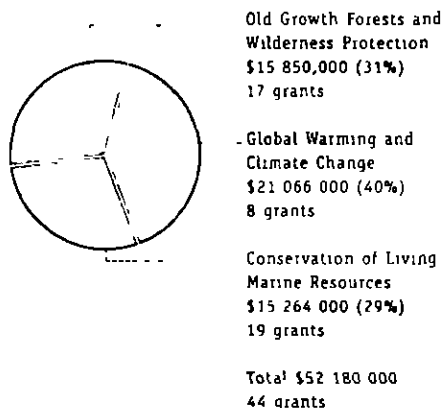 Old Growth Forests and
Wilderness Protection
$15 850,000 (31%)
17 grants
Global Warming and
Climate Change
$21 066 000 (40%)
8 grants
Conservation of Living
Marine Resources
$15 264 000 (29%)
19 grants
Total $52 180 000
44 grants